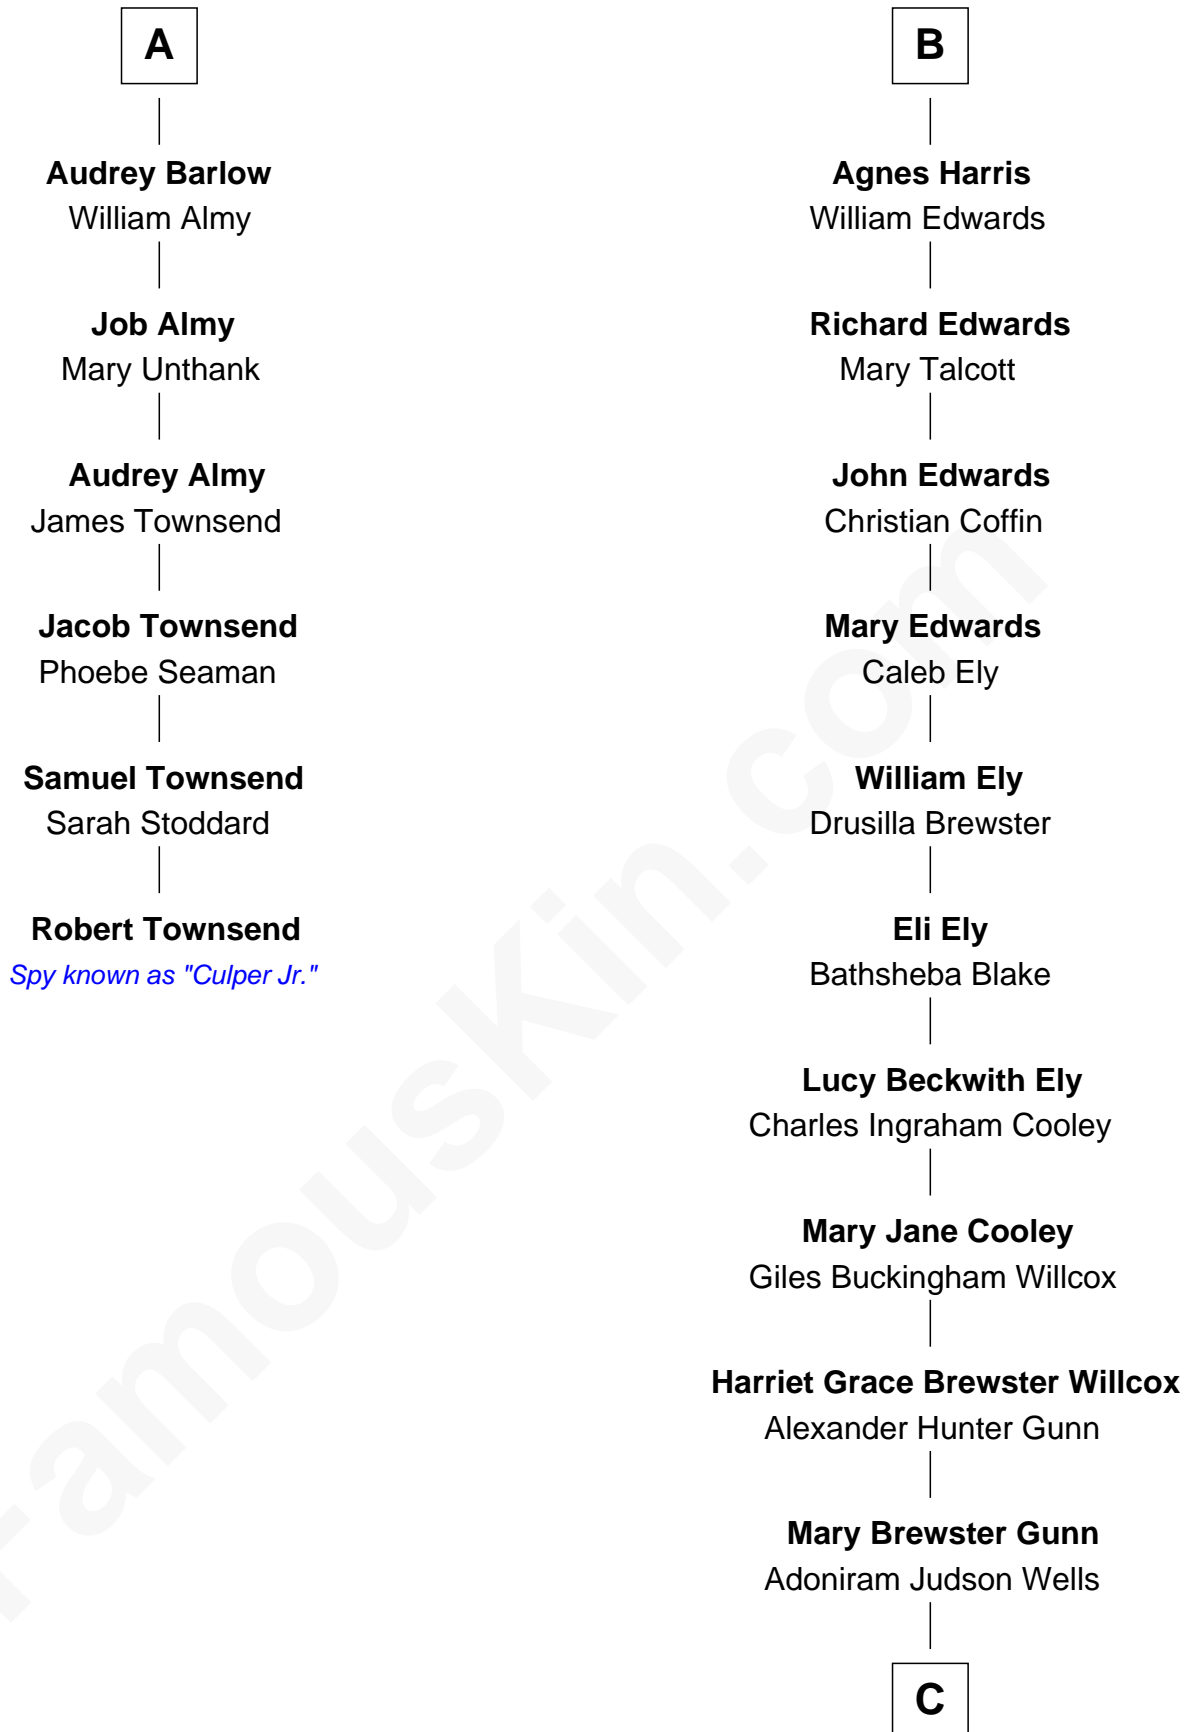 A
Audrey Barlow
William Almy
Job Almy
Mary Unthank
Audrey Almy
James Townsend
Jacob Townsend
Phoebe Seaman
Samuel Townsend
Sarah Stoddard
Robert Townsend
Spy known as "Culper Jr."
B
Agnes Harris
William Edwards
Richard Edwards
Mary Talcott
John Edwards
Christian Coffin
Mary Edwards
Caleb Ely
William Ely
Drusilla Brewster
Eli Ely
Bathsheba Blake
Lucy Beckwith Ely
Charles Ingraham Cooley
Mary Jane Cooley
Giles Buckingham Willcox
Harriet Grace Brewster Willcox
Alexander Hunter Gunn
Mary Brewster Gunn
Adoniram Judson Wells
C
FamousKin.com